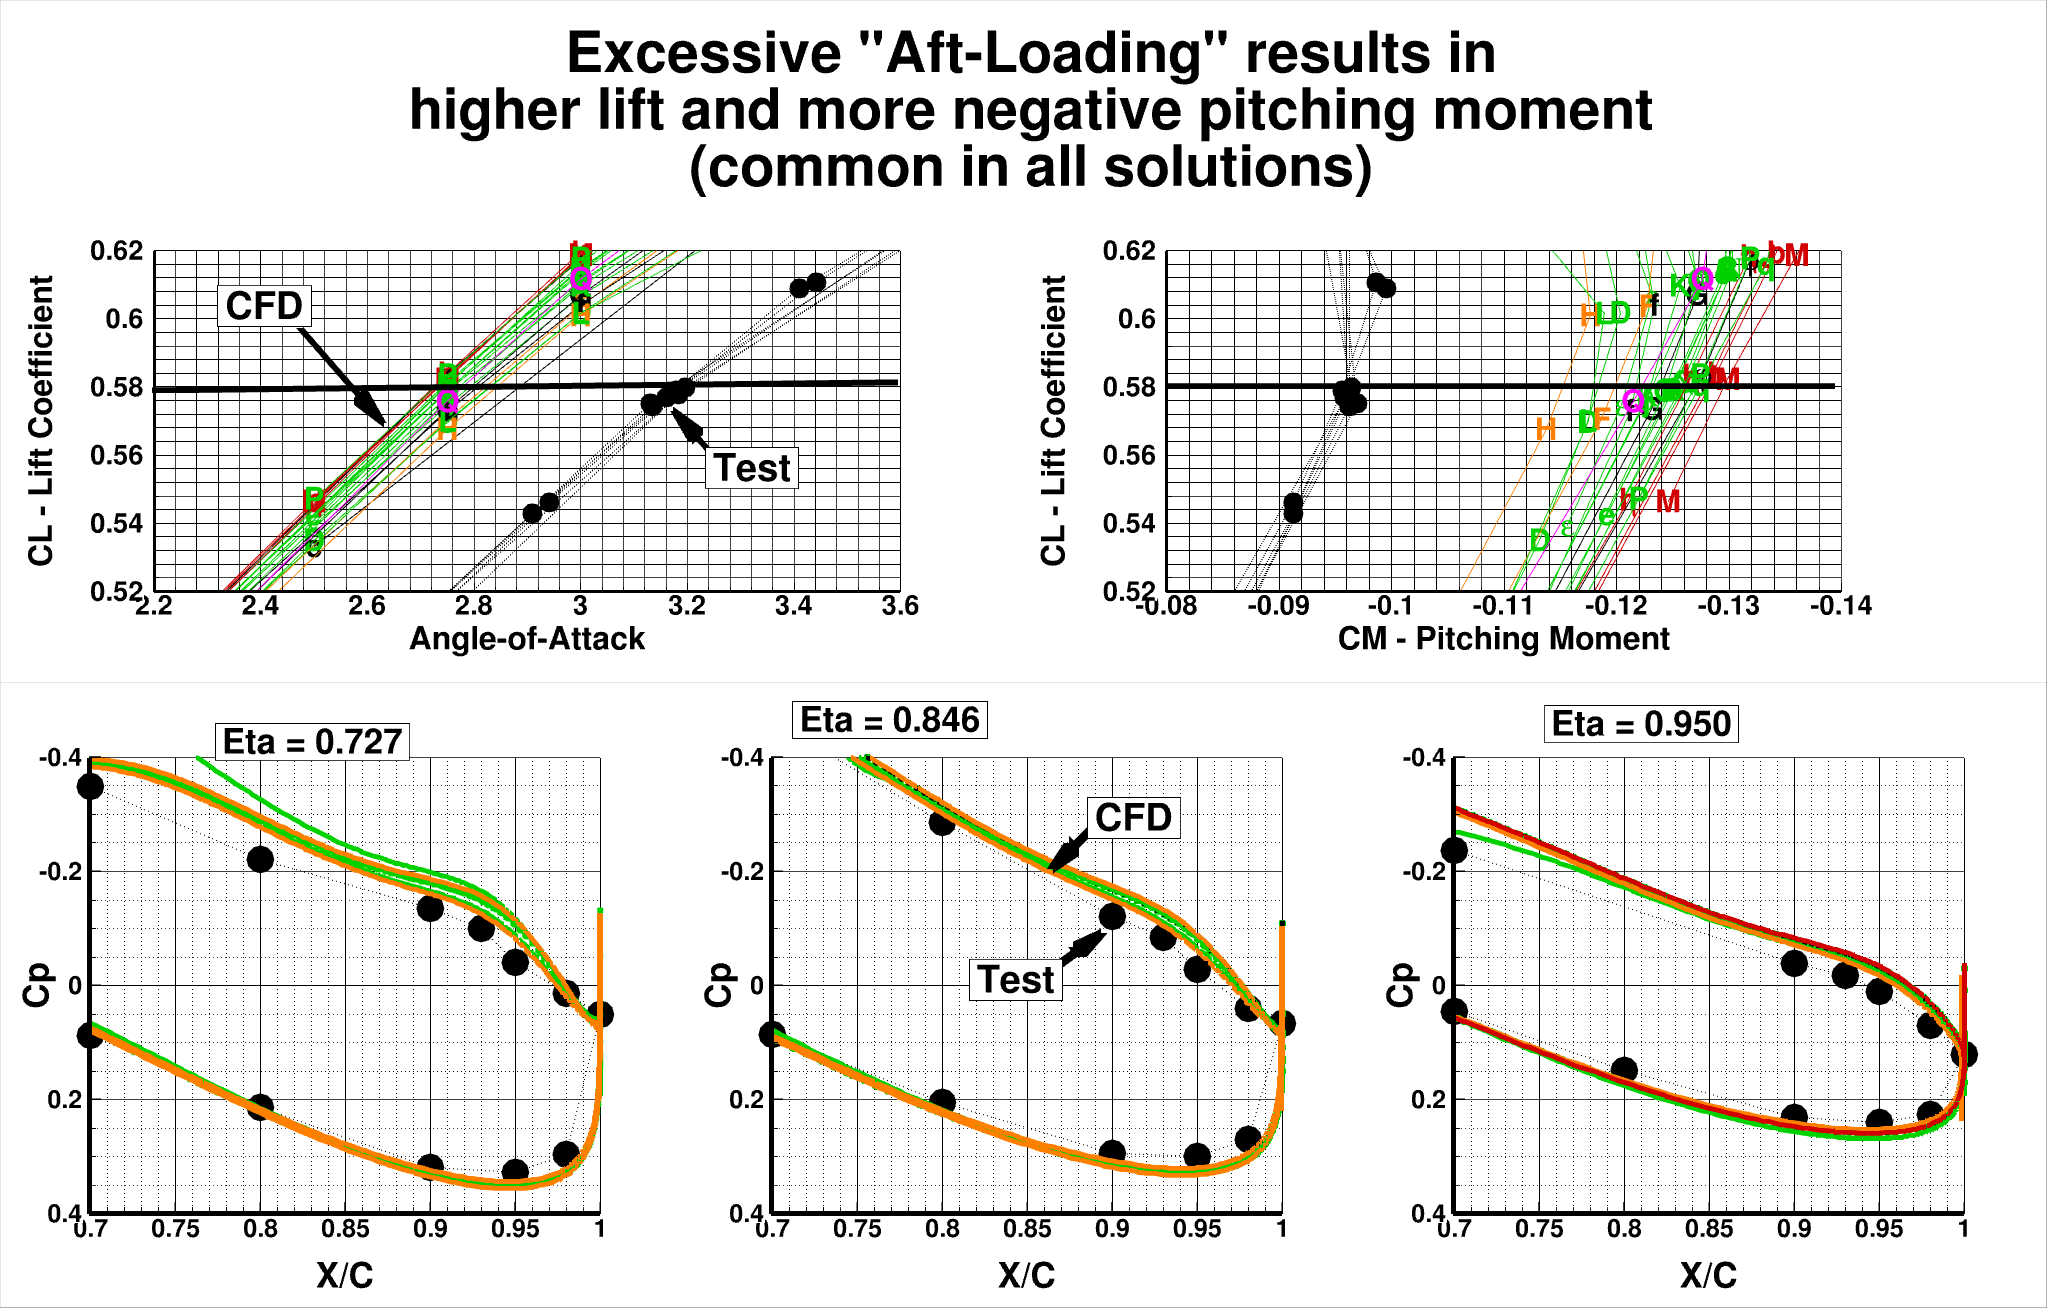 Excessive "Aft-Loading" results in
higher lift and more negative pitching moment
(common in all solutions)
CL - Lift Coefficient
0.62
0.6
0.58
0.56
0.54
0.52
CFD
Test
2.2 2.4 2.6 2.8 3 3.2 3.4 3.6
Angle-of-Attack
CL - Lift Coefficient
0.62
0.6
0.58
0.56
0.54
0.52
H L D F f
H D F
P M
D ε e
-0.08 -0.09 -0.1 -0.11 -0.12 -0.13 -0.14
CM - Pitching Moment
Eta = 0.727
Cp
-0.4
-0.2
0
0.2
0.4
0.7 0.75 0.8 0.85 0.9 0.95 1
X/C
Eta = 0.846
Cp
-0.4
-0.2
0
0.2
0.4
CFD
Test
0.7 0.75 0.8 0.85 0.9 0.95 1
X/C
Eta = 0.950
Cp
-0.4
-0.2
0
0.2
0.4
0.7 0.75 0.8 0.85 0.9 0.95 1
X/C